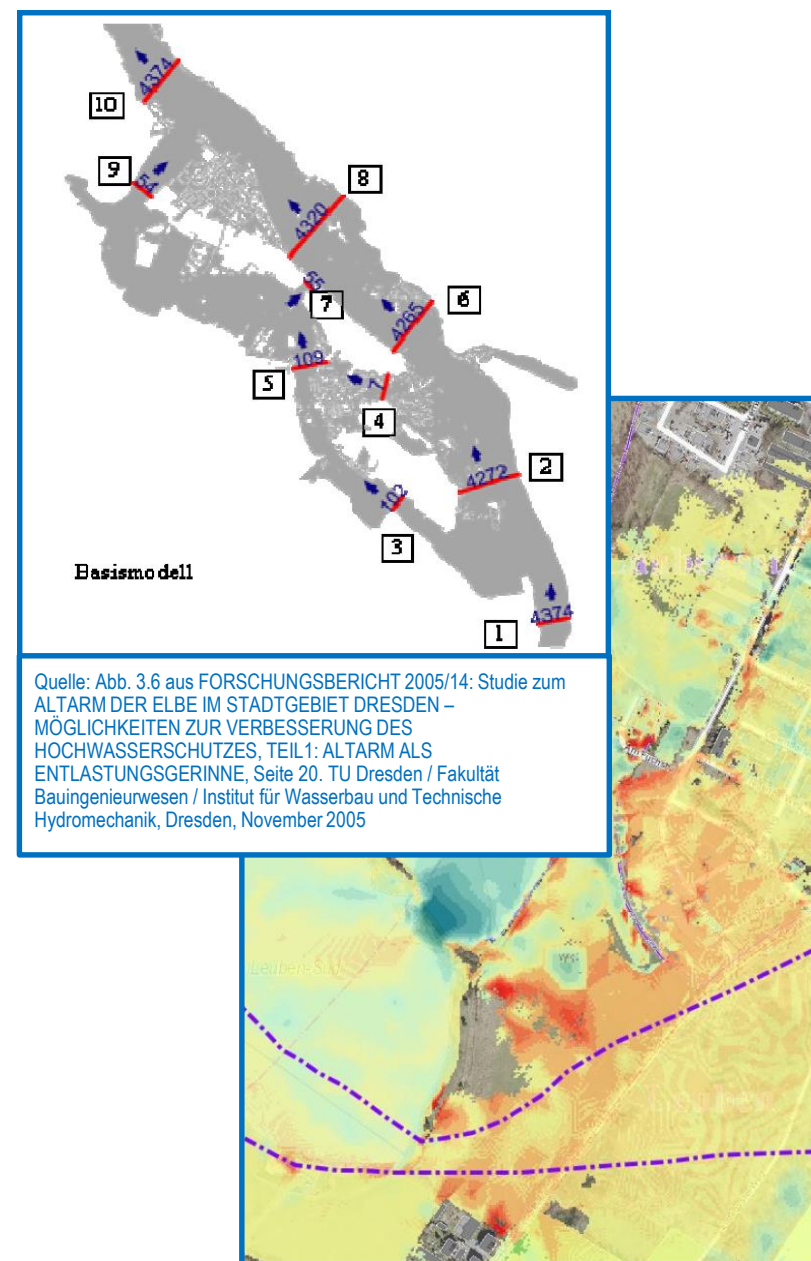 4374
10
9
54
8
4320
55
7
6
4265
109
5
7
4
2
4272
102
3
Basismodell
4374
1
Quelle: Abb. 3.6 aus FORSCHUNGSBERICHT 2005/14: Studie zum
ALTARM DER ELBE IM STADTGEBIET DRESDEN –
MÖGLICHKEITEN ZUR VERBESSERUNG DES
HOCHWASSERSCHUTZES, TEIL1: ALTARM ALS
ENTLASTUNGSGERINNE, Seite 20. TU Dresden / Fakultät
Bauingenieurwesen / Institut für Wasserbau und Technische
Hydromechanik, Dresden, November 2005
Leuben-Süd